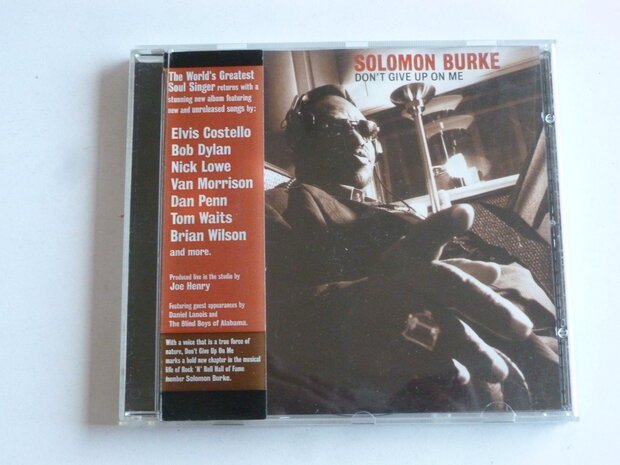 SOLOMON BURKE
DON'T GIVE UP ON ME
The World's Greatest
Soul Singer returns with a
stunning new album featuring
new and unreleased songs by:
Elvis Costello
Bob Dylan
Nick Lowe
Van Morrison
Dan Penn
Tom Waits
Brian Wilson
and more.
Produced live in the studio by
Joe Henry
Featuring guest appearances by
Daniel Lanois and
The Blind Boys of Alabama.
With a voice that is a true force of
nature, Don't Give Up On Me
marks a bold new chapter in the musical
life of Rock 'N' Roll Hall of Fame
member Solomon Burke.